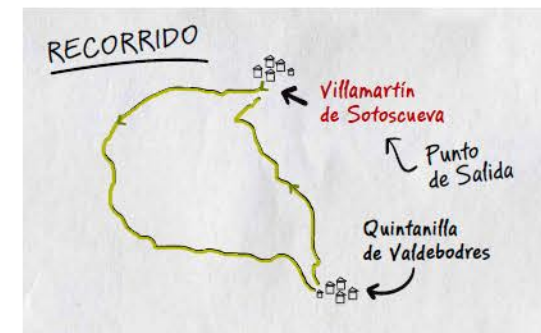 RECORRIDO
Villamartín
de Sotoscueva
Punto
de Salida
Quintanilla
de Valdebodres